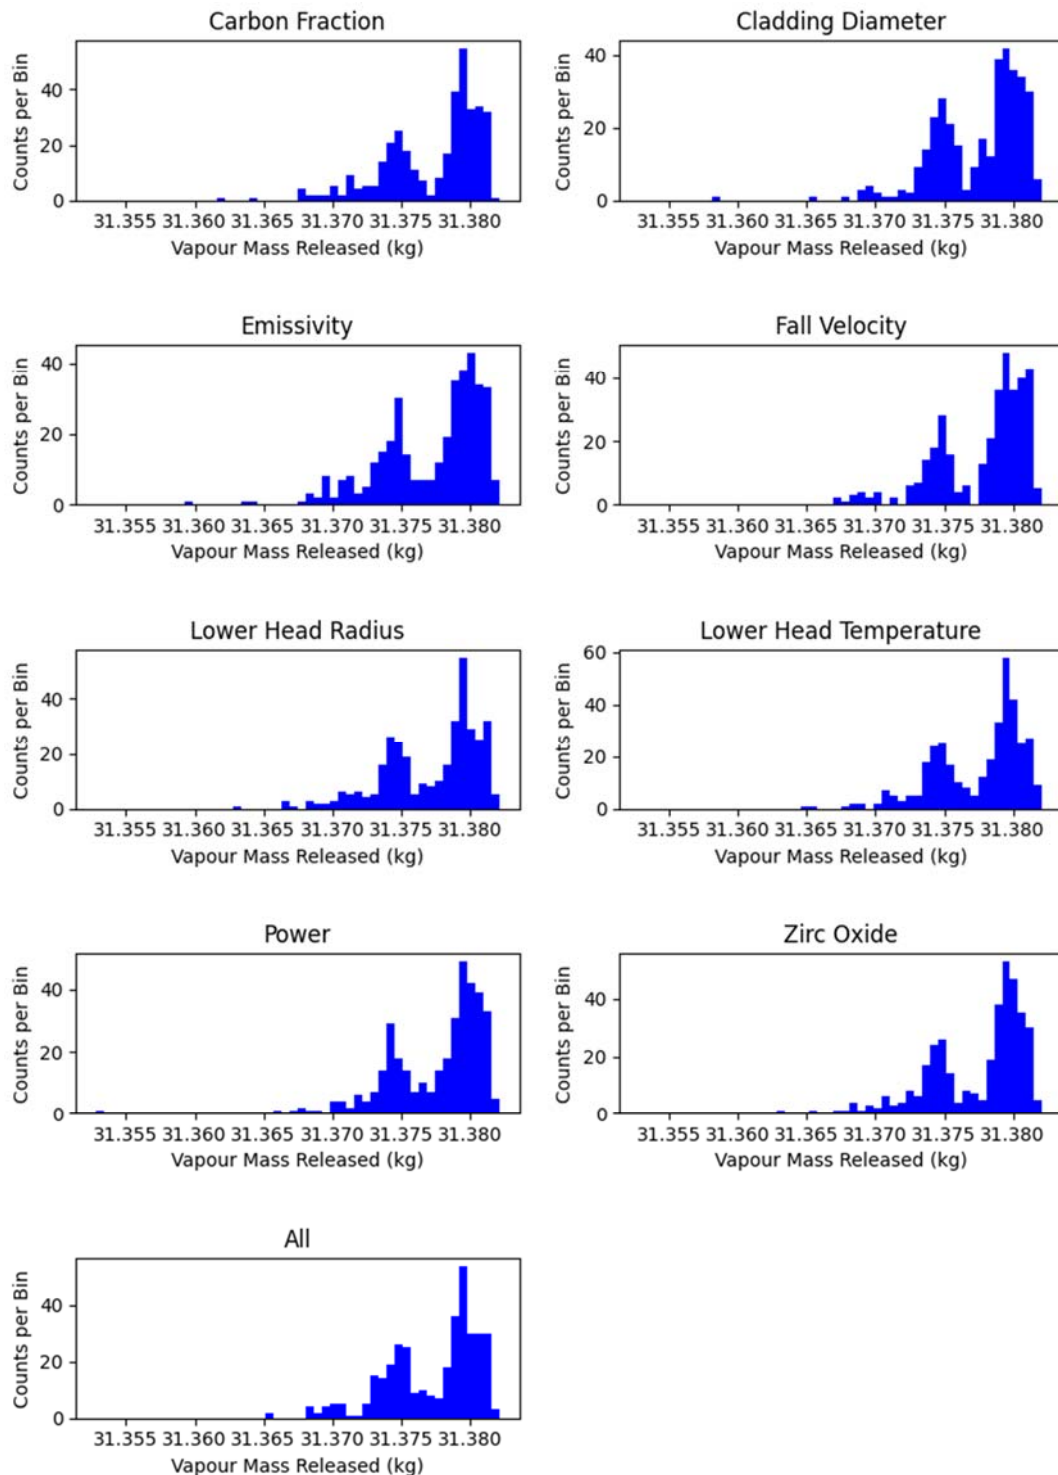 Carbon Fraction
Counts per Bin
40
20
0
31.355 31.360 31.365 31.370 31.375 31.380
Vapour Mass Released (kg)
Cladding Diameter
Counts per Bin
40
20
0
31.355 31.360 31.365 31.370 31.375 31.380
Vapour Mass Released (kg)
Emissivity
Counts per Bin
40
20
0
31.355 31.360 31.365 31.370 31.375 31.380
Vapour Mass Released (kg)
Fall Velocity
Counts per Bin
40
20
0
31.355 31.360 31.365 31.370 31.375 31.380
Vapour Mass Released (kg)
Lower Head Radius
Counts per Bin
40
20
0
31.355 31.360 31.365 31.370 31.375 31.380
Vapour Mass Released (kg)
Lower Head Temperature
Counts per Bin
60
40
20
0
31.355 31.360 31.365 31.370 31.375 31.380
Vapour Mass Released (kg)
Power
Counts per Bin
40
20
0
31.355 31.360 31.365 31.370 31.375 31.380
Vapour Mass Released (kg)
Zirc Oxide
Counts per Bin
40
20
0
31.355 31.360 31.365 31.370 31.375 31.380
Vapour Mass Released (kg)
All
Counts per Bin
40
20
0
31.355 31.360 31.365 31.370 31.375 31.380
Vapour Mass Released (kg)